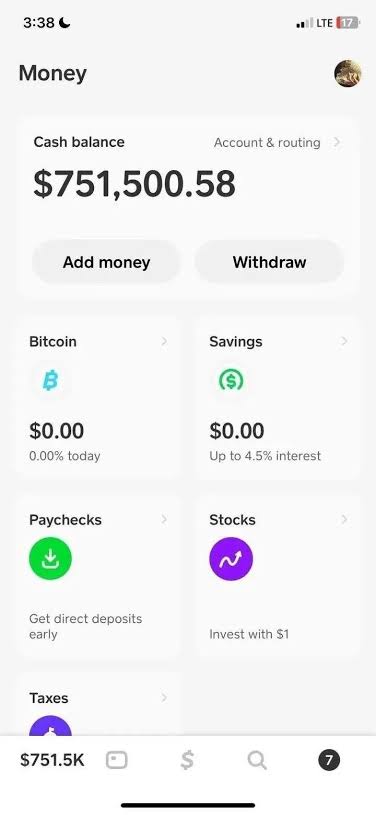 3:38
LTE 17
Money
Cash balance
Account & routing
$751,500.58
Add money
Withdraw
Bitcoin
Savings
$0.00
$0.00
0.00% today
Up to 4.5% interest
Paychecks
Stocks
Get direct deposits
early
Invest with $1
Taxes
$751.5K
$
7